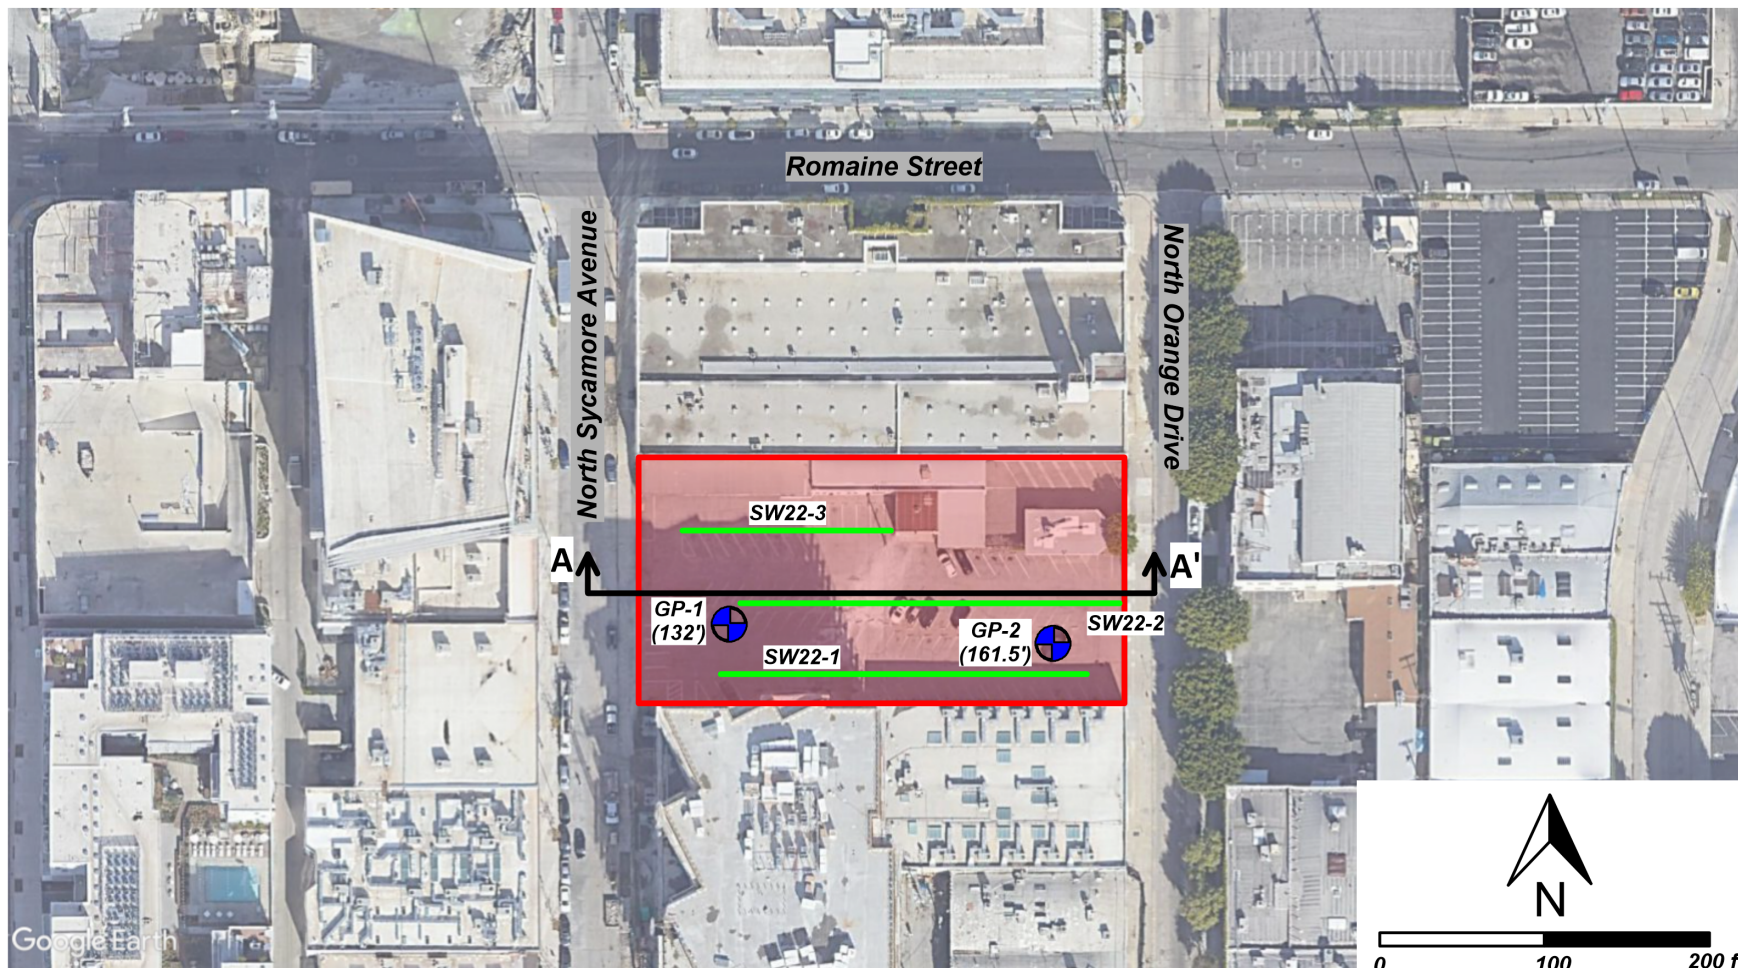 Romaine Street
North Sycamore Avenue
North Orange Drive
SW22-3
A
A'
GP-1
(132')
SW22-2
GP-2
(161.5')
SW22-1
N
0 100 200 f
Google Earth